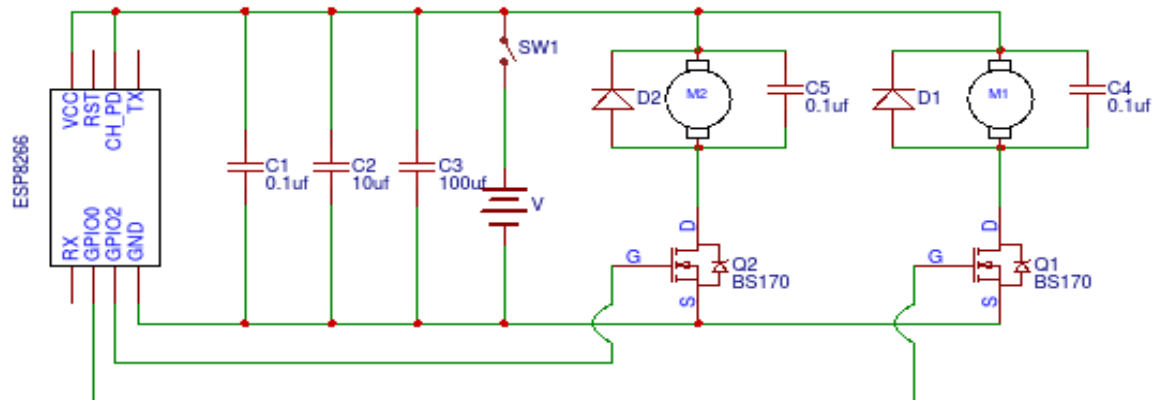 ESP8266
VCC
RST
CH_PD
TX
RX
GPIO0
GPIO2
GND
C1
0.1uf
C2
10uf
C3
100uf
SW1
V
D2
M2
C5
0.1uf
D
G
S
Q2
BS170
D1
M1
C4
0.1uf
D
G
S
Q1
BS170